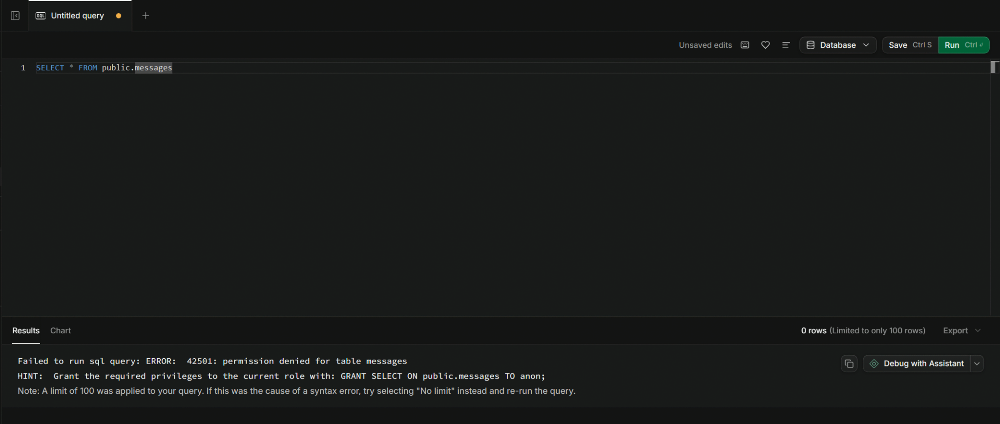 SQL Untitled query
Unsaved edits Database Save Ctrl S Run Ctrl ⏎
1 SELECT * FROM public.messages
Results Chart 0 rows (Limited to only 100 rows) Export
Failed to run sql query: ERROR:  42501: permission denied for table messages
HINT:  Grant the required privileges to the current role with: GRANT SELECT ON public.messages TO anon;
Debug with Assistant
Note: A limit of 100 was applied to your query. If this was the cause of a syntax error, try selecting "No limit" instead and re-run the query.